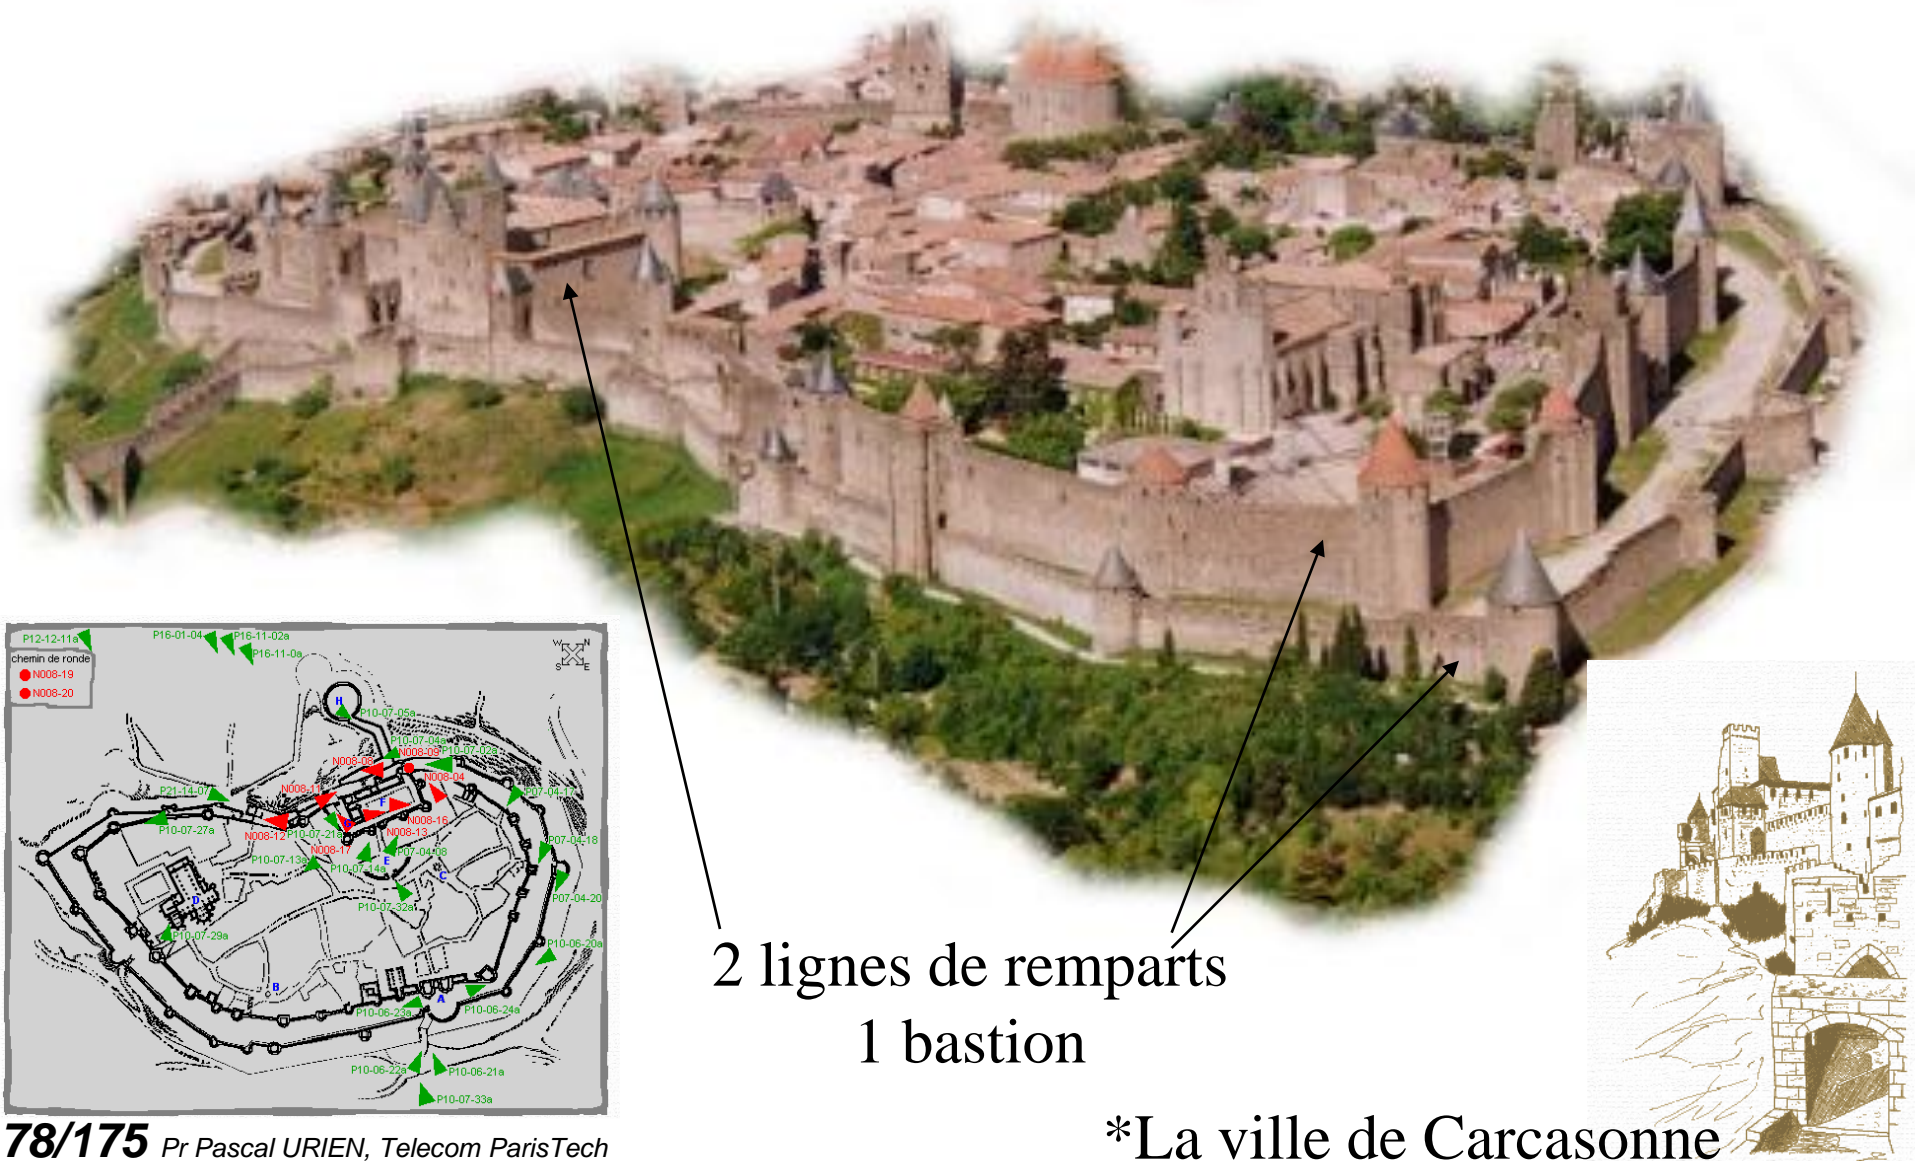 P12-12-11a
P16-01-04
P16-11-02a
P16-11-0a
W N
S E
chemin de ronde
N008-19
N008-20
H
P10-07-05a
P10-07-04a
N008-09
P10-07-02a
N008-08
N008-04
P21-14-07
N008-11
P07-04-17
F
P10-07-27a
N008-12
P10-07-21a
N008-16
N008-13
P07-04-18
N008-17
P07-04-08
P10-07-13a
E
P10-07-14a
C
D
P10-07-32a
P07-04-20
P10-07-29a
P10-06-20a
B
A
P10-06-23a
P10-06-24a
P10-06-22a
P10-06-21a
P10-07-33a
2 lignes de remparts
1 bastion
*La ville de Carcasonne
78/175 Pr Pascal URIEN, Telecom ParisTech